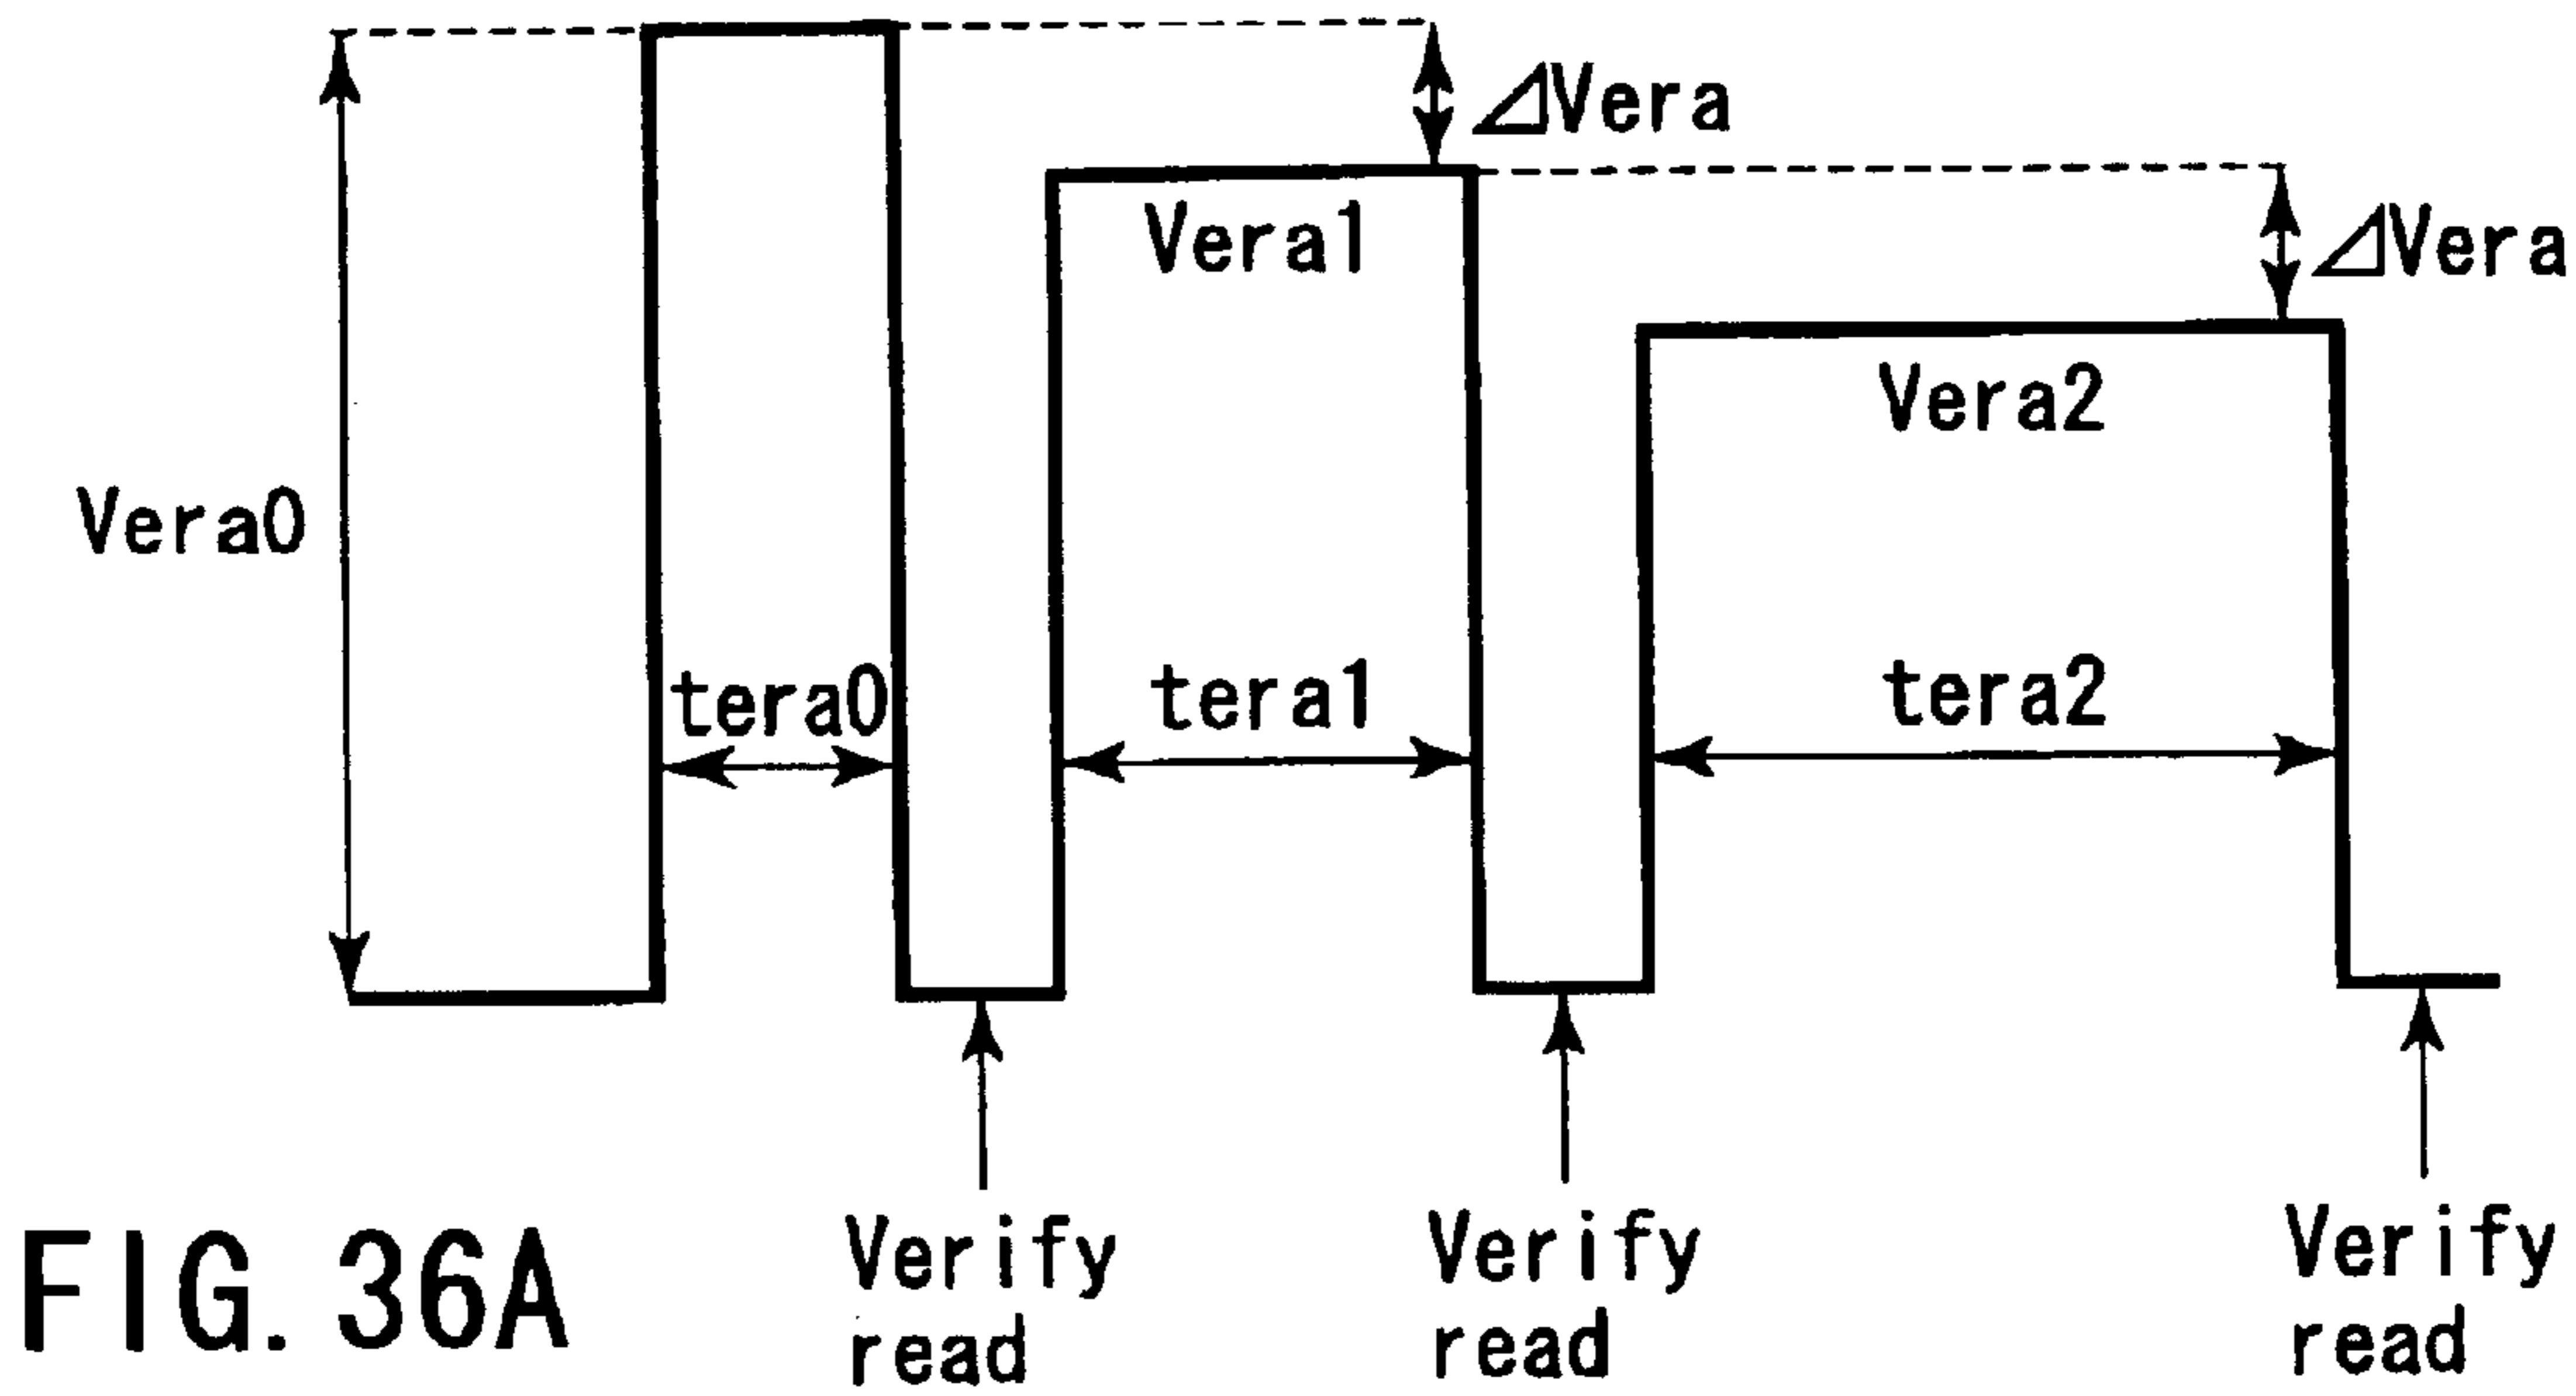 ⊿Vera
Vera1
⊿Vera
Vera2
Vera0
tera0
tera1
tera2
Verify
read
Verify
read
Verify
read
FIG. 36A